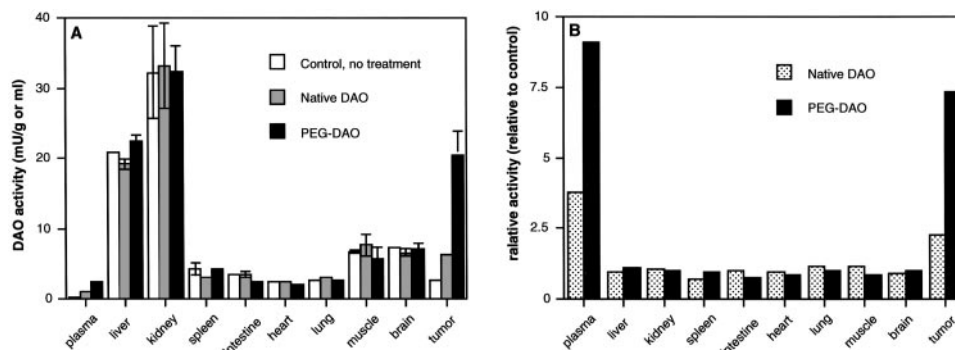 A
DAO activity (mU/g or ml)
40
30
20
10
0
Control, no treatment
Native DAO
PEG-DAO
plasma
liver
kidney
spleen
intestine
heart
lung
muscle
brain
tumor
B
ralative activity (relative to control)
10
7.5
5
2.5
0
Native DAO
PEG-DAO
plasma
liver
kidney
spleen
intestine
heart
lung
muscle
brain
tumor